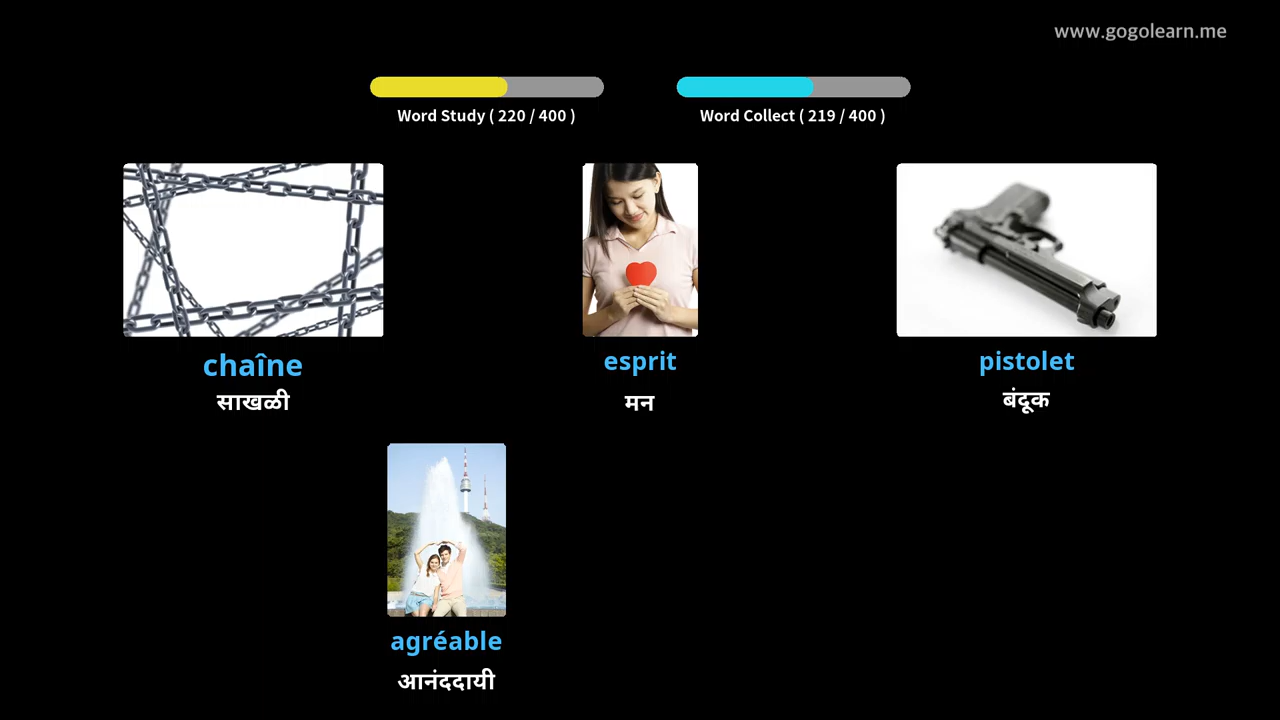 www.gogolearn.me
Word Study ( 220 / 400 )
Word Collect ( 219 / 400 )
chaîne
साखळी
esprit
मन
pistolet
बंदूक
agréable
आनंददायी